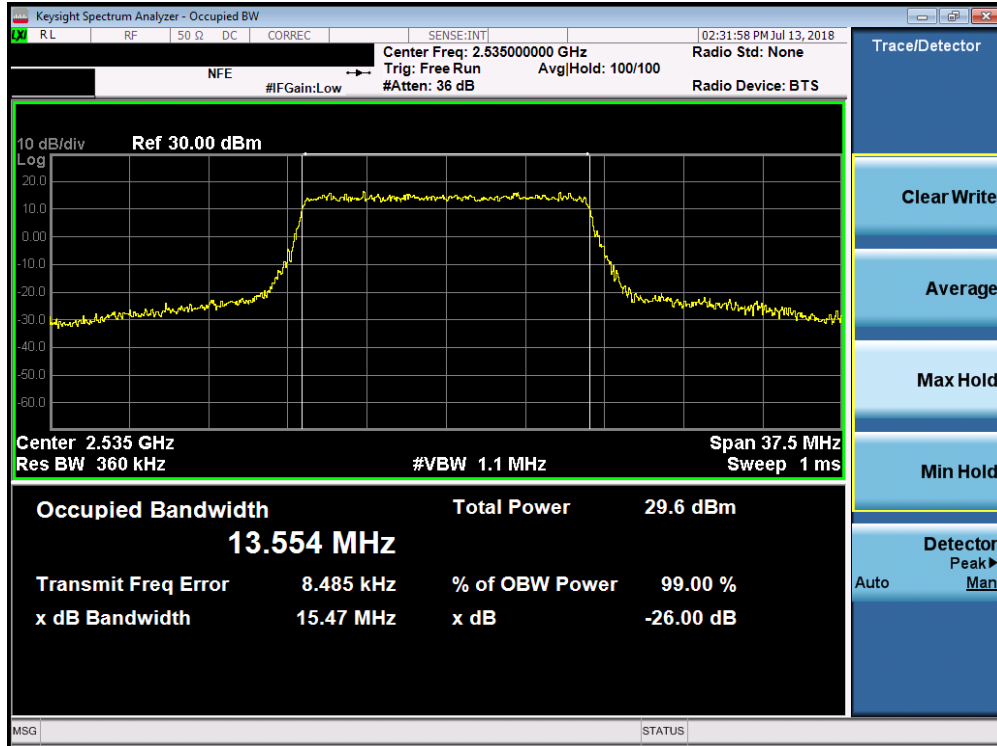 Keysight Spectrum Analyzer - Occupied BW
LXI RL RF 50 Ω DC CORREC SENSE:INT 02:31:58 PM Jul 13, 2018
Center Freq: 2.535000000 GHz Radio Std: None
NFE Trig: Free Run Avg|Hold: 100/100
#IFGain:Low #Atten: 36 dB Radio Device: BTS
Trace/Detector
10 dB/div Ref 30.00 dBm
Log
20.0
10.0
0.00
-10.0
-20.0
-30.0
-40.0
-50.0
-60.0
Center 2.535 GHz Span 37.5 MHz
Res BW 360 kHz #VBW 1.1 MHz Sweep 1 ms
Occupied Bandwidth Total Power 29.6 dBm
13.554 MHz
Transmit Freq Error 8.485 kHz % of OBW Power 99.00 %
x dB Bandwidth 15.47 MHz x dB -26.00 dB
Clear Write
Average
Max Hold
Min Hold
Detector
Peak▶
Auto Man
MSG STATUS